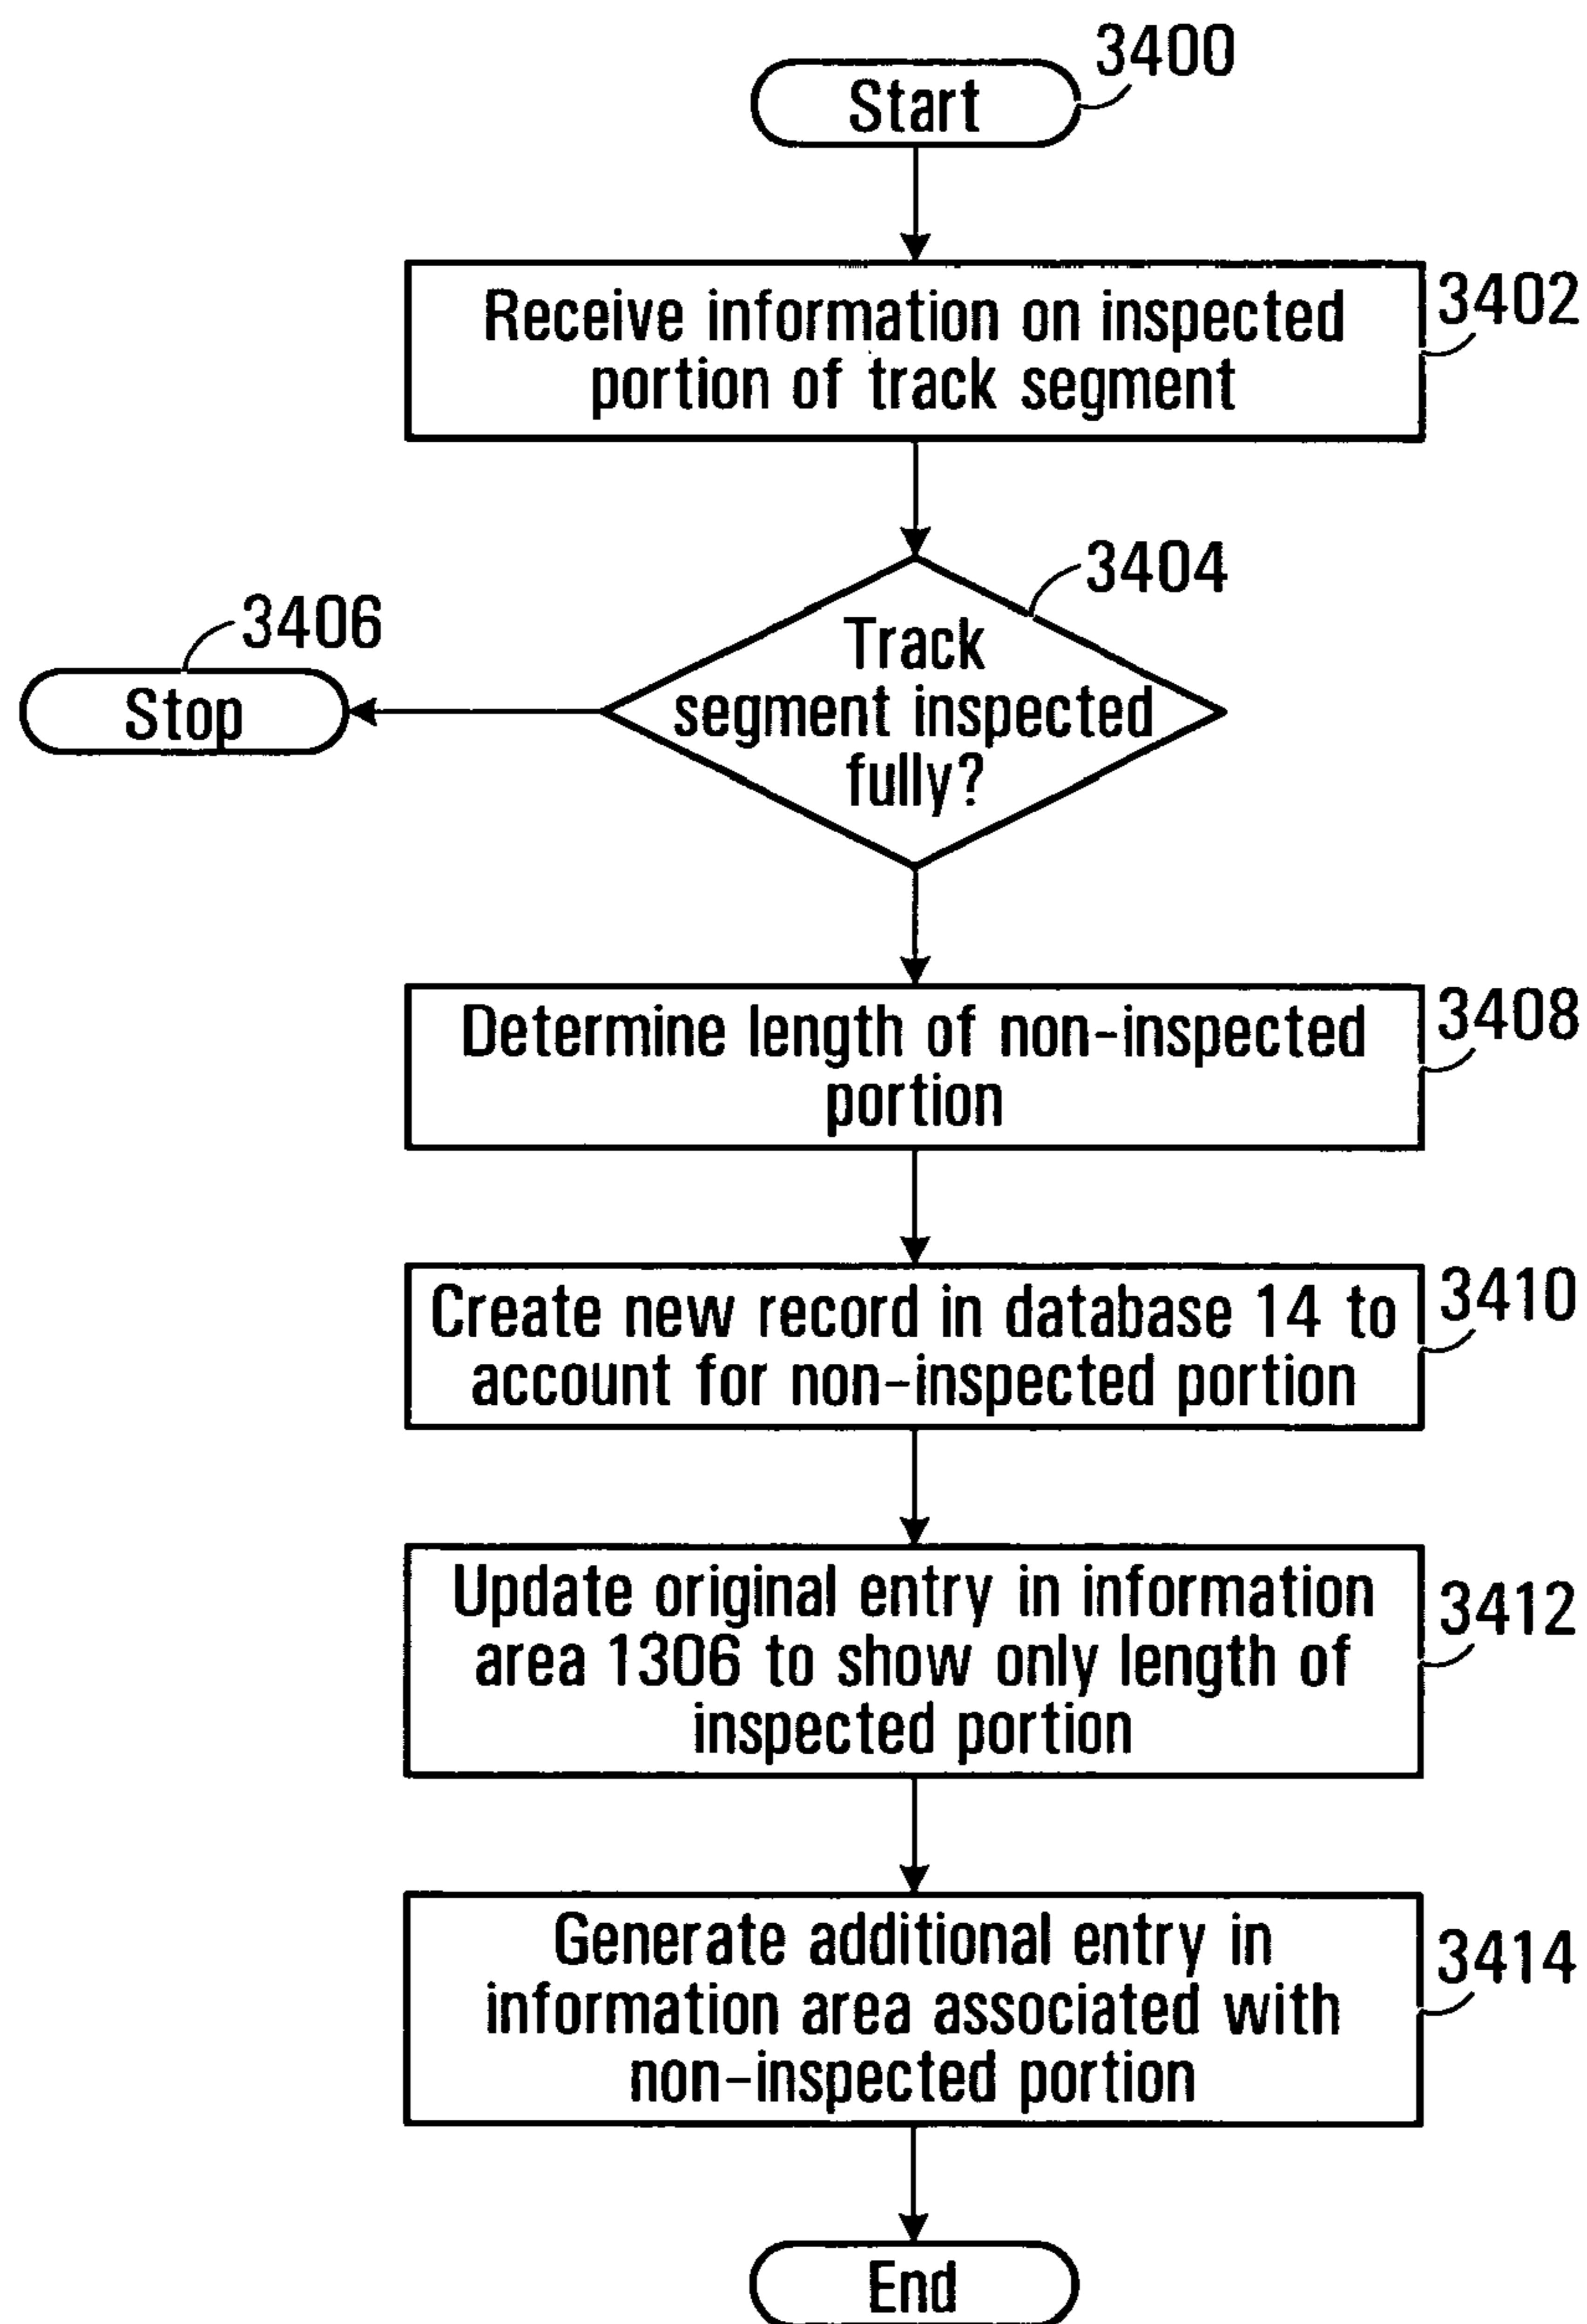 3400
Start
3402
Receive information on inspected
portion of track segment
3404
3406
Track
segment inspected
fully?
Stop
3408
Determine length of non-inspected
portion
3410
Create new record in database 14 to
account for non-inspected portion
Update original entry in information
3412
area 1306 to show only length of
inspected portion
Generate additional entry in
3414
information area associated with
non-inspected portion
End